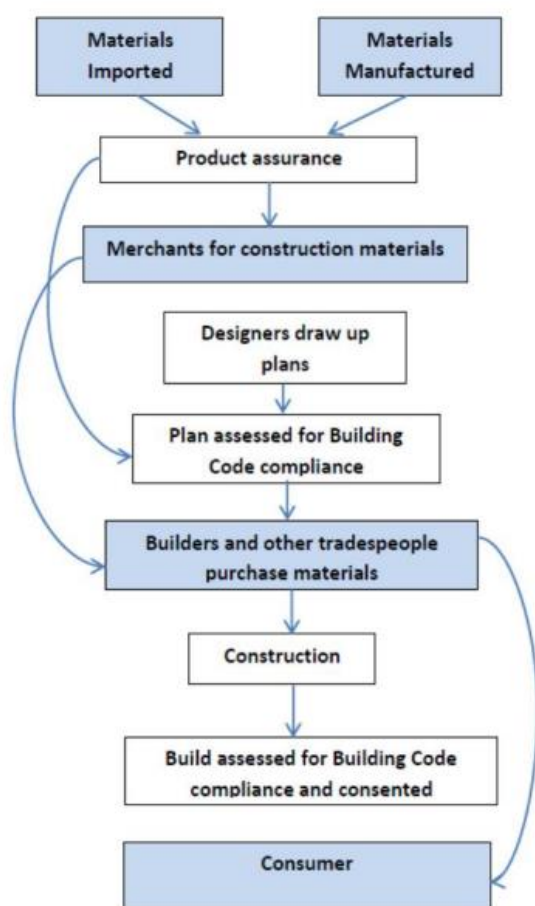 Materials
Imported
Materials
Manufactured
Product assurance
Merchants for construction materials
Designers draw up
plans
Plan assessed for Building
Code compliance
Builders and other tradespeople
purchase materials
Construction
Build assessed for Building Code
compliance and consented
Consumer